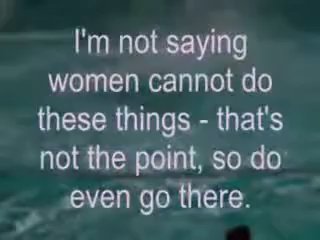 I'm not saying
women cannot do
these things - that's
not the point, so do
even go there.